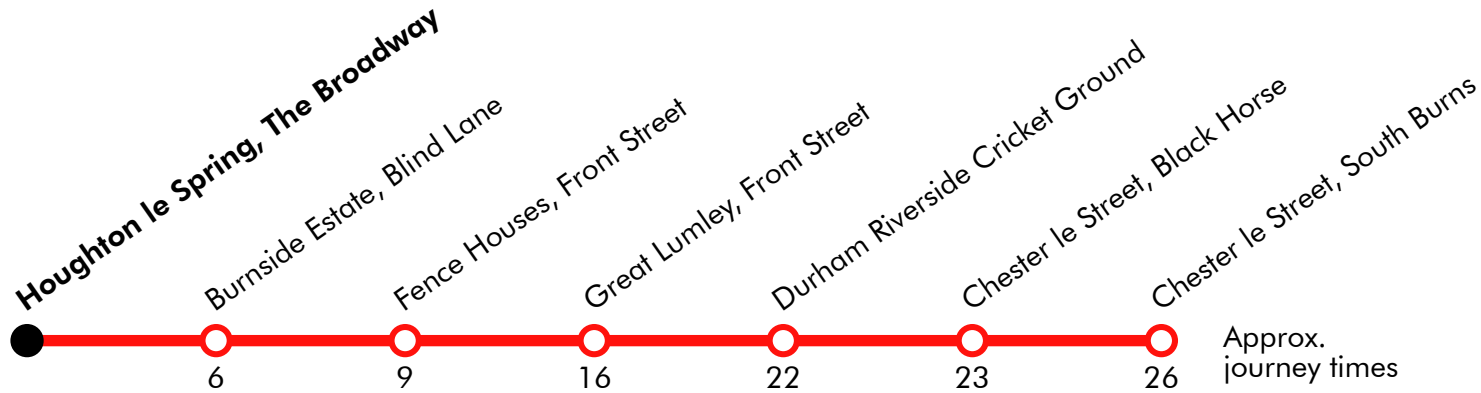 Houghton le Spring, The Broadway
Burnside Estate, Blind Lane
Fence Houses, Front Street
Great Lumley, Front Street
Durham Riverside Cricket Ground
Chester le Street, Black Horse
Chester le Street, South Burns
6
9
16
22
23
26
Approx.
journey times